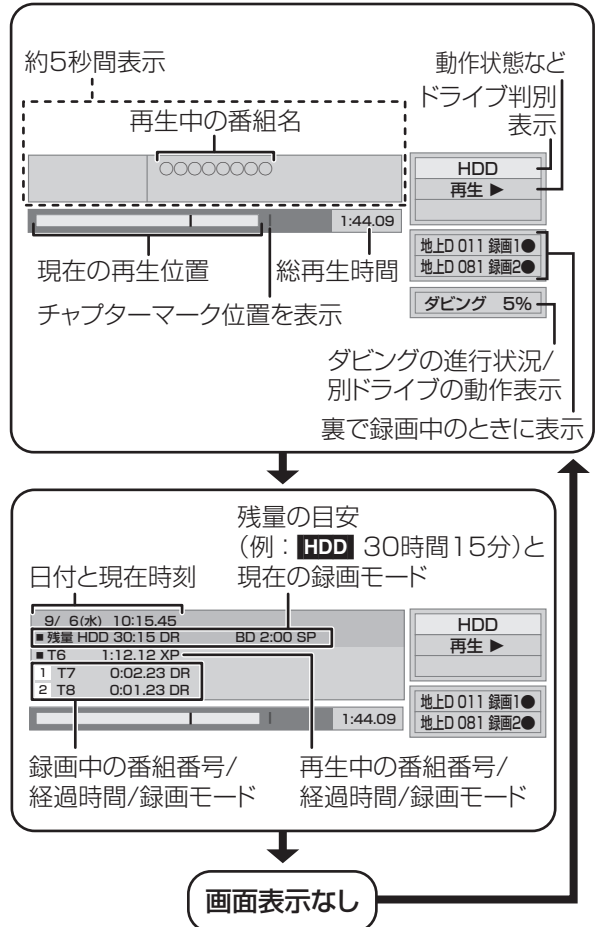 約5秒間表示
動作状態など
ドライブ判別
表示
再生中の番組名
○○○○○○○○
HDD
再生 ▶
1:44.09
地上D 011 録画1●
地上D 081 録画2●
現在の再生位置
総再生時間
チャプターマーク位置を表示
ダビング 5%
ダビングの進行状況/
別ドライブの動作表示
裏で録画中のときに表示
残量の目安
(例：HDD 30時間15分)と
現在の録画モード
日付と現在時刻
9/ 6(水) 10:15.45
■残量 HDD 30:15 DR BD 2:00 SP
■T6 1:12.12 XP
1 T7 0:02.23 DR
2 T8 0:01.23 DR
HDD
再生 ▶
地上D 011 録画1●
地上D 081 録画2●
1:44.09
録画中の番組番号/
経過時間/録画モード
再生中の番組番号/
経過時間/録画モード
画面表示なし